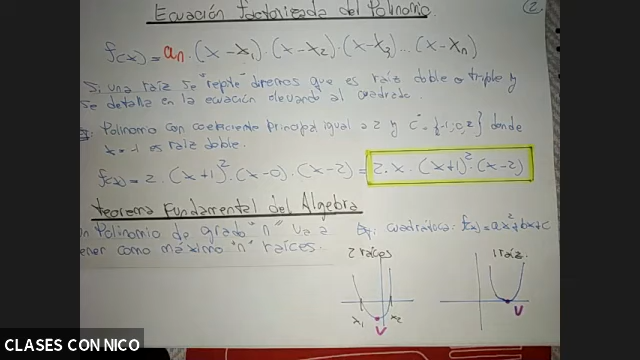 Ecuación factorizada del Polinomio. 2
f(x) = an · (x - x1) · (x - x2) · (x - x3) ... (x - xn)
Si una raíz se "repite" diremos que es raíz doble o triple y
se detalla en la ecuación elevando al cuadrado.
Polinomio con coeficiente principal igual a 2 y C° = {-1; 0; 2} donde
x = -1 es raíz doble.
f(x) = 2 · (x+1)² · (x-0) · (x-2) = 2 · x · (x+1)² · (x-2)
Teorema Fundamental del Álgebra
un Polinomio de grado "n" va a
tener como máximo "n" raíces.
Ej: cuadrática: f(x) = ax² + bx + c
2 raíces
1 raíz
x1 x2
V
V
CLASES CON NICO